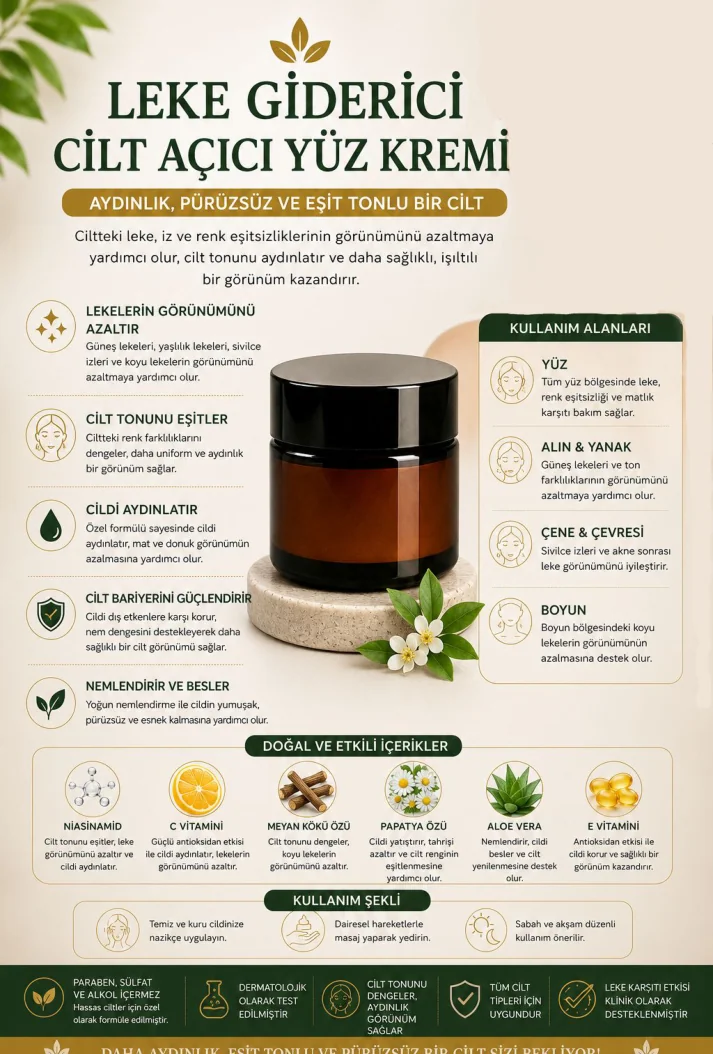 LEKE GİDERİCİ
CİLT AÇICI YÜZ KREMİ
AYDINLIK, PÜRÜZSÜZ VE EŞİT TONLU BİR CİLT
Ciltteki leke, iz ve renk eşitsizliklerinin görünümünü azaltmaya
yardımcı olur, cilt tonunu aydınlatır ve daha sağlıklı, ışıltılı
bir görünüm kazandırır.
LEKELERİN GÖRÜNÜMÜNÜ
AZALTIR
Güneş lekeleri, yaşlılık lekeleri, sivilce
izleri ve koyu lekelerin görünümünü
azaltmaya yardımcı olur.
CİLT TONUNU EŞİTLER
Ciltteki renk farklılıklarını
dengeler, daha uniform ve aydınlık
bir görünüm sağlar.
CİLDİ AYDINLATIR
Özel formülü sayesinde cildi
aydınlatır, mat ve donuk görünümün
azalmasına yardımcı olur.
CİLT BARİYERİNİ GÜÇLENDİRİR
Cildi dış etkenlere karşı korur,
nem dengesini destekleyerek daha
sağlıklı bir cilt görünümü sağlar.
NEMLENDİRİR VE BESLER
Yoğun nemlendirme ile cildin yumuşak,
pürüzsüz ve esnek kalmasına yardımcı olur.
KULLANIM ALANLARI
YÜZ
Tüm yüz bölgesinde leke,
renk eşitsizliği ve matlık
karşıtı bakım sağlar.
ALIN & YANAK
Güneş lekeleri ve ton
farklılıklarının görünümünü
azaltmaya yardımcı olur.
ÇENE & ÇEVRESİ
Sivilce izleri ve akne sonrası
leke görünümünü iyileştirir.
BOYUN
Boyun bölgesindeki koyu
lekelerin görünümünün
azalmasına destek olur.
DOĞAL VE ETKİLİ İÇERİKLER
NİASİNAMİD
Cilt tonunu eşitler, leke
görünümünü azaltır ve
cildi aydınlatır.
C VİTAMİNİ
Güçlü antioksidan etkisi
ile cildi aydınlatır, lekelerin
görünümünü azaltır.
MEYAN KÖKÜ ÖZÜ
Cilt tonunu dengeler,
koyu lekelerin
görünümünü azaltır.
PAPATYA ÖZÜ
Cildi yatıştırır, tahrişi
azaltır ve cilt renginin
eşitlenmesine
yardımcı olur.
ALOE VERA
Nemlendirir, cildi
besler ve cilt
yenilenmesine destek
olur.
E VİTAMİNİ
Antioksidan etkisi ile
cildi korur ve sağlıklı bir
görünüm kazandırır.
KULLANIM ŞEKLİ
Temiz ve kuru cildinize
nazikçe uygulayın.
Dairesel hareketlerle
masaj yaparak yedirin.
Sabah ve akşam düzenli
kullanım önerilir.
PARABEN, SÜLFAT
VE ALKOL İÇERMEZ
Hassas ciltler için özel
olarak formüle edilmiştir.
DERMATOLOJİK
OLARAK TEST
EDİLMİŞTİR
CİLT TONUNU
DENGELER,
AYDINLIK
GÖRÜNÜM
SAĞLAR
TÜM CİLT
TİPLERİ İÇİN
UYGUNDUR
LEKE KARŞITI ETKİSİ
KLİNİK OLARAK
DESTEKLENMİŞTİR
DAHA AYDINLIK, EŞİT TONLU VE PÜRÜZSÜZ BİR CİLT SİZİ BEKLİYOR!